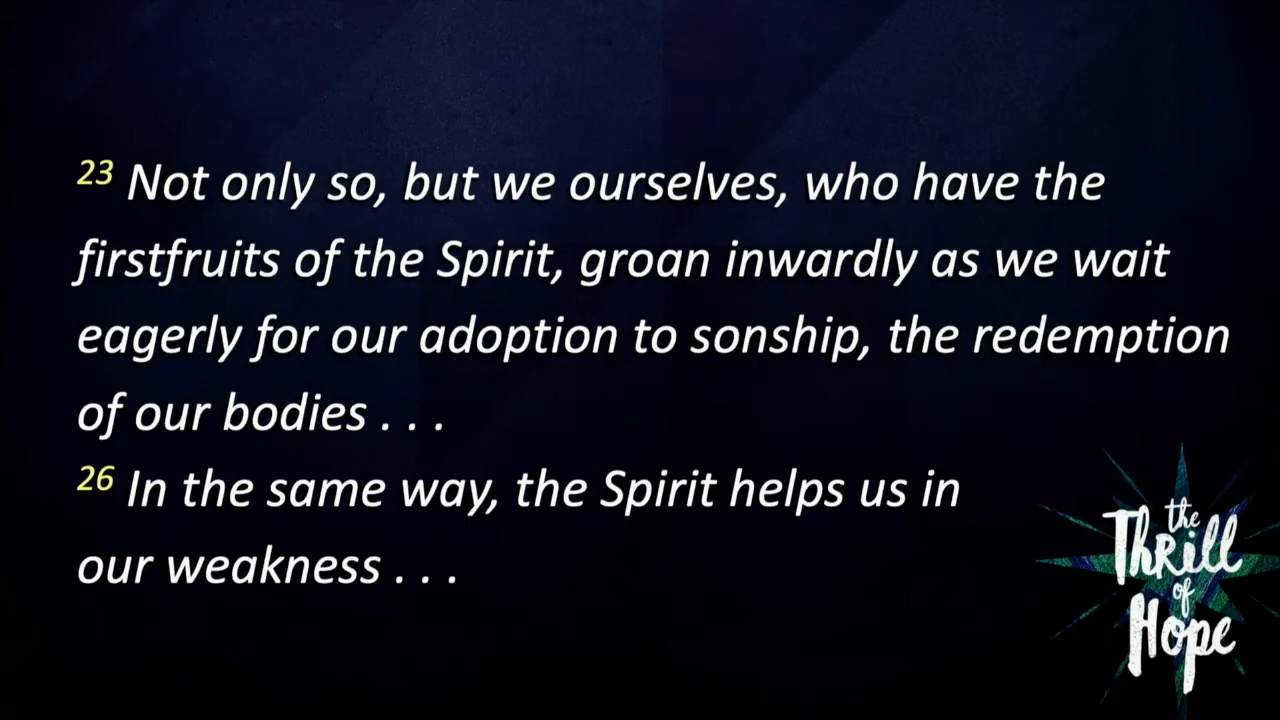 23 Not only so, but we ourselves, who have the
firstfruits of the Spirit, groan inwardly as we wait
eagerly for our adoption to sonship, the redemption
of our bodies . . .
26 In the same way, the Spirit helps us in
our weakness . . .
the
Thrill
of
Hope